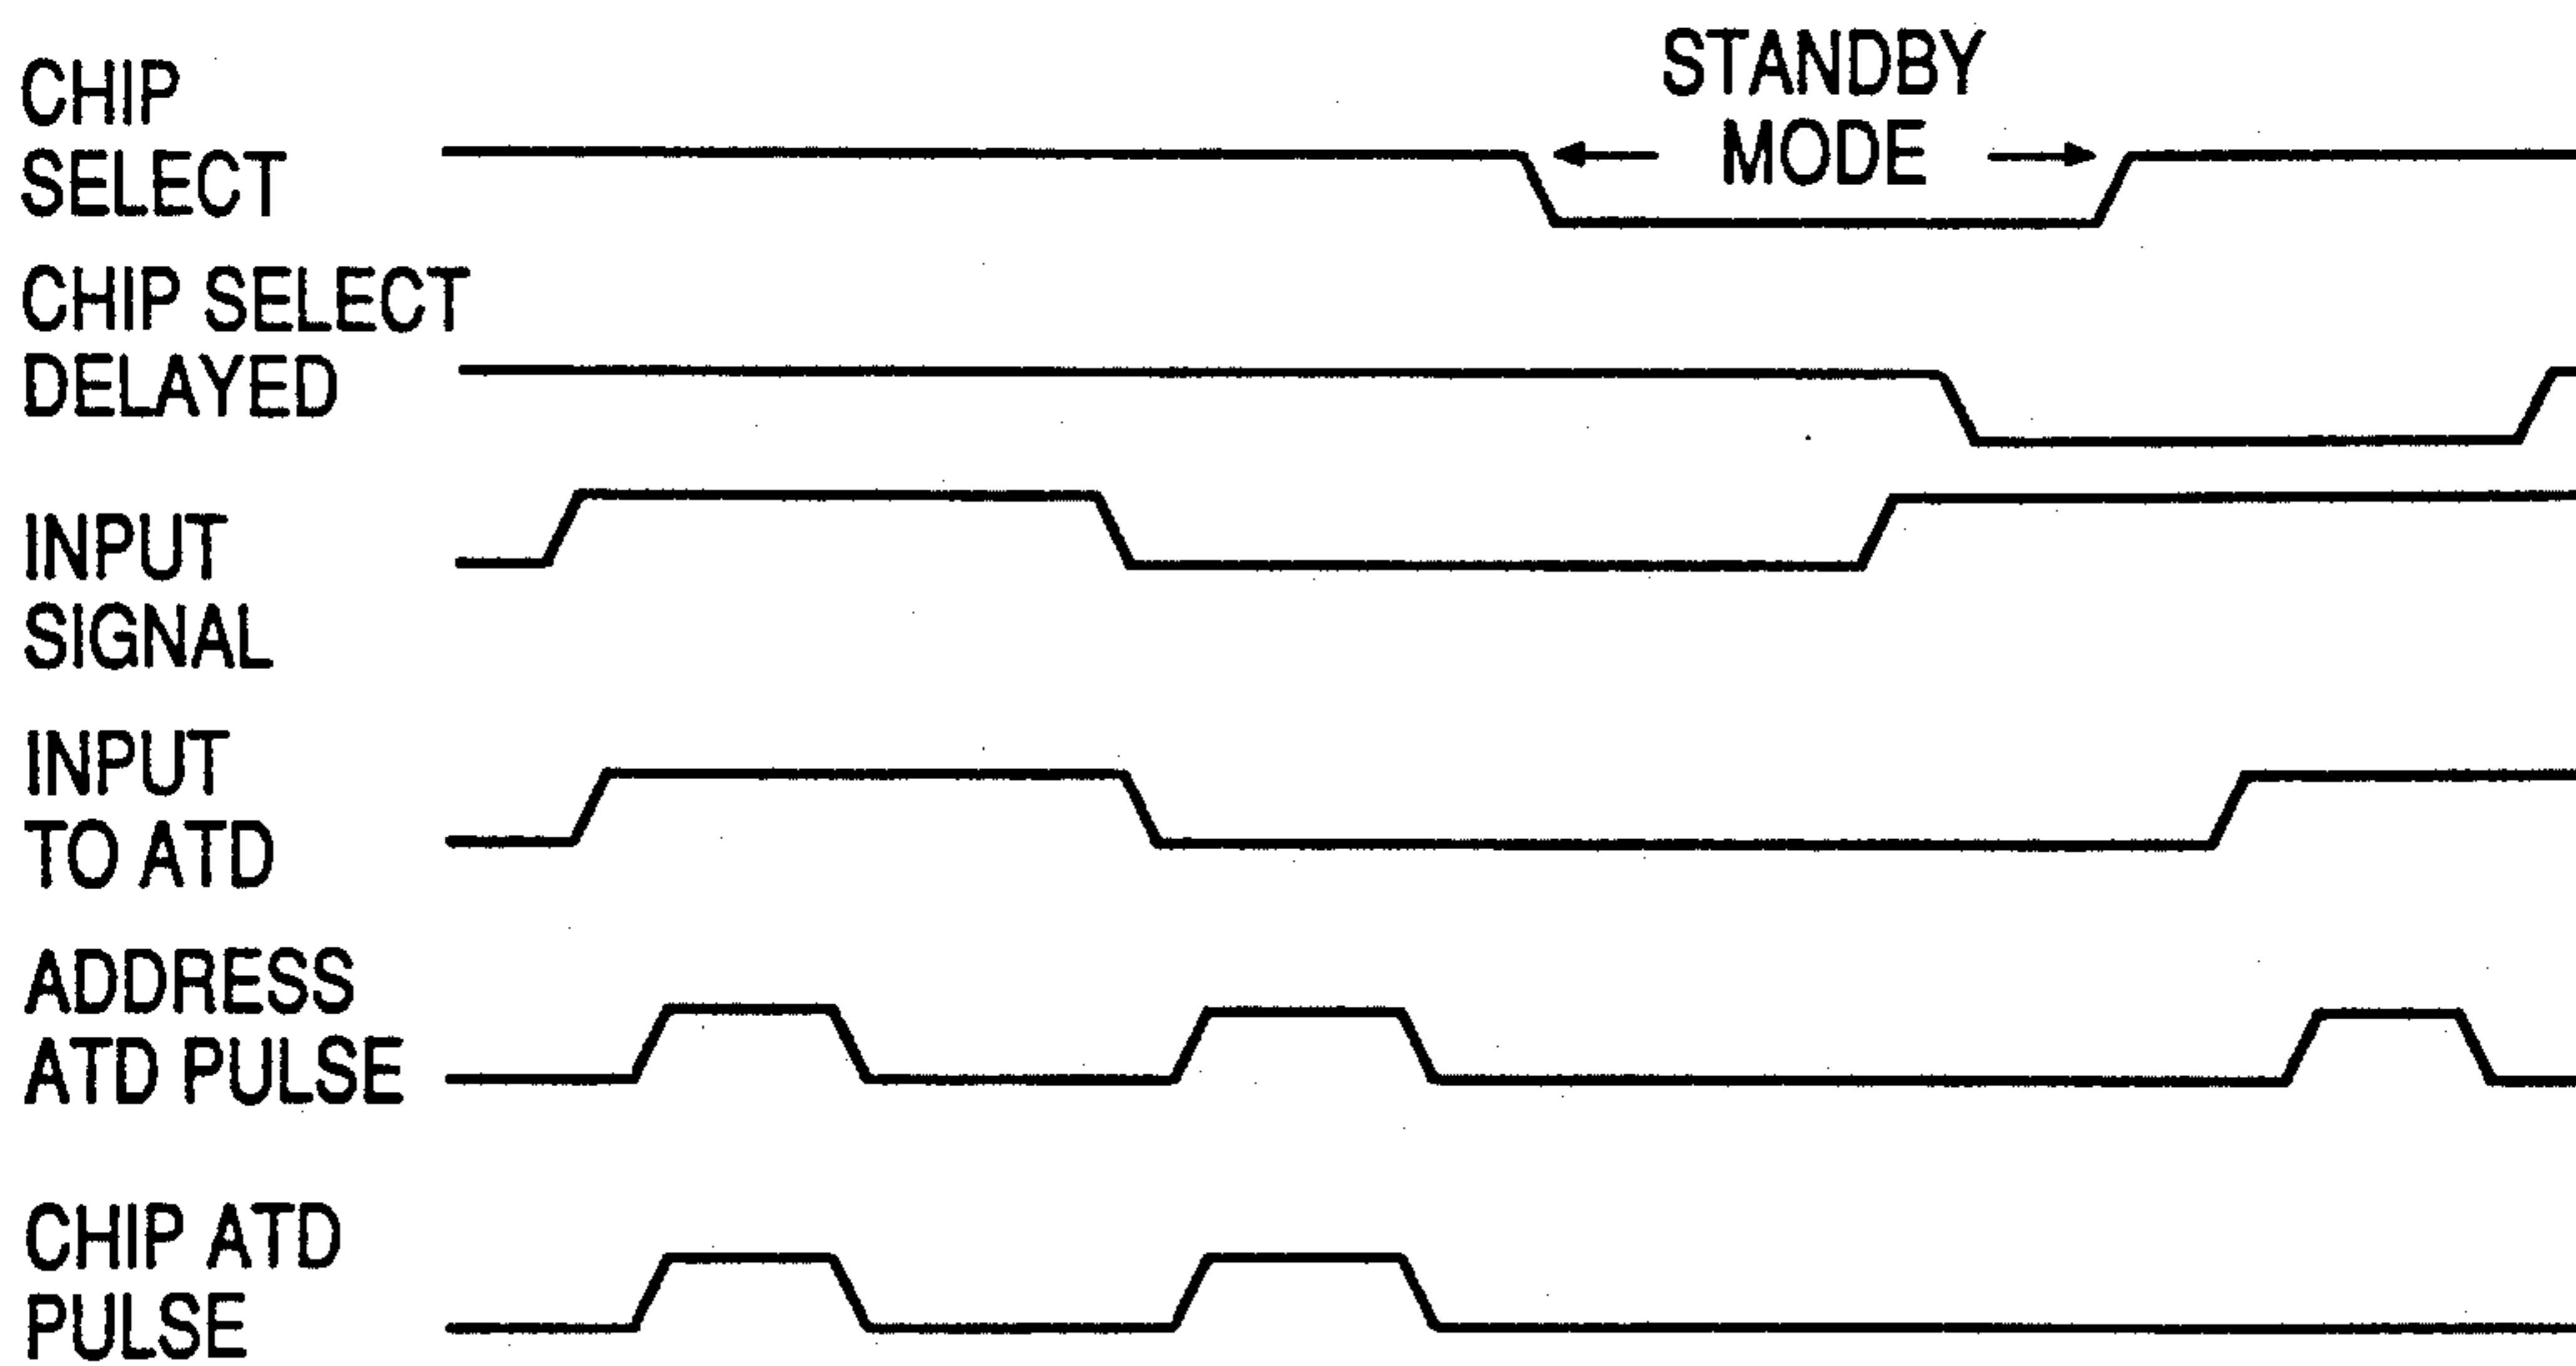 CHIP
SELECT
STANDBY
MODE
CHIP SELECT
DELAYED
INPUT
SIGNAL
INPUT
TO ATD
ADDRESS
ATD PULSE
CHIP ATD
PULSE